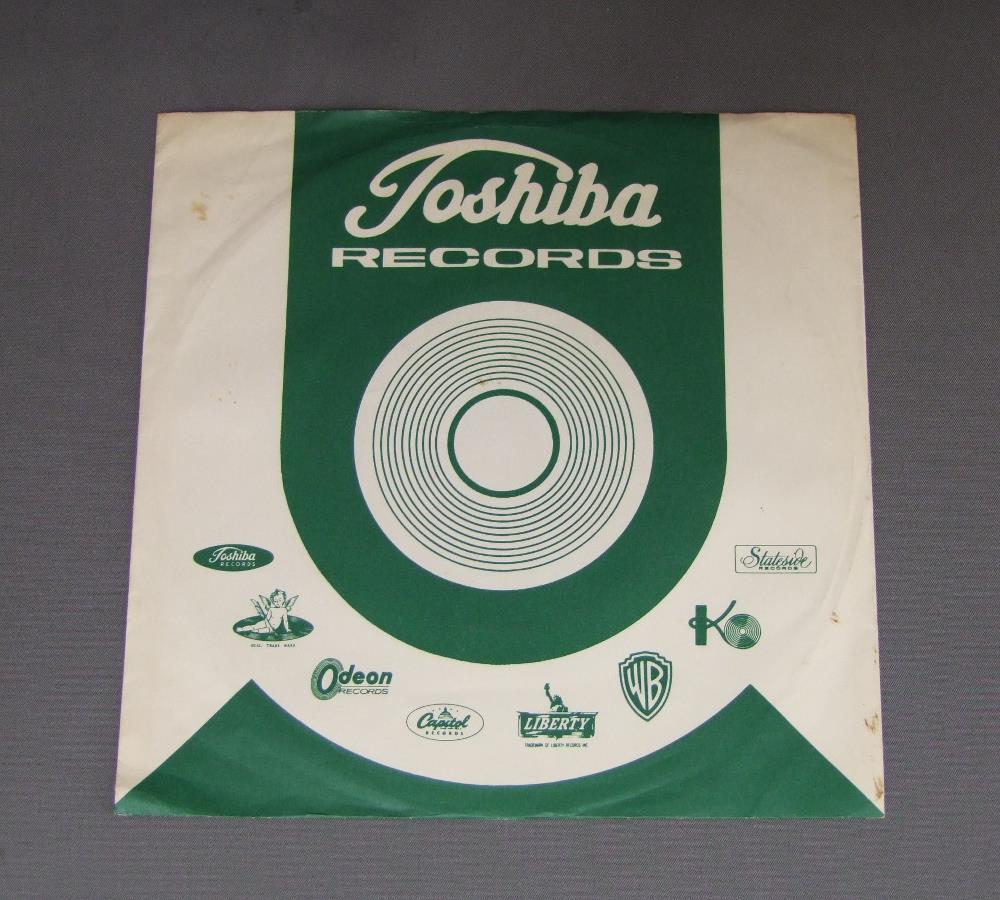 Toshiba
RECORDS
Toshiba
RECORDS
REG. TRADE MARK
Odeon
RECORDS
Capitol
RECORDS
LIBERTY
TRADEMARK OF LIBERTY RECORDS INC
WB
K
Stateside
RECORDS